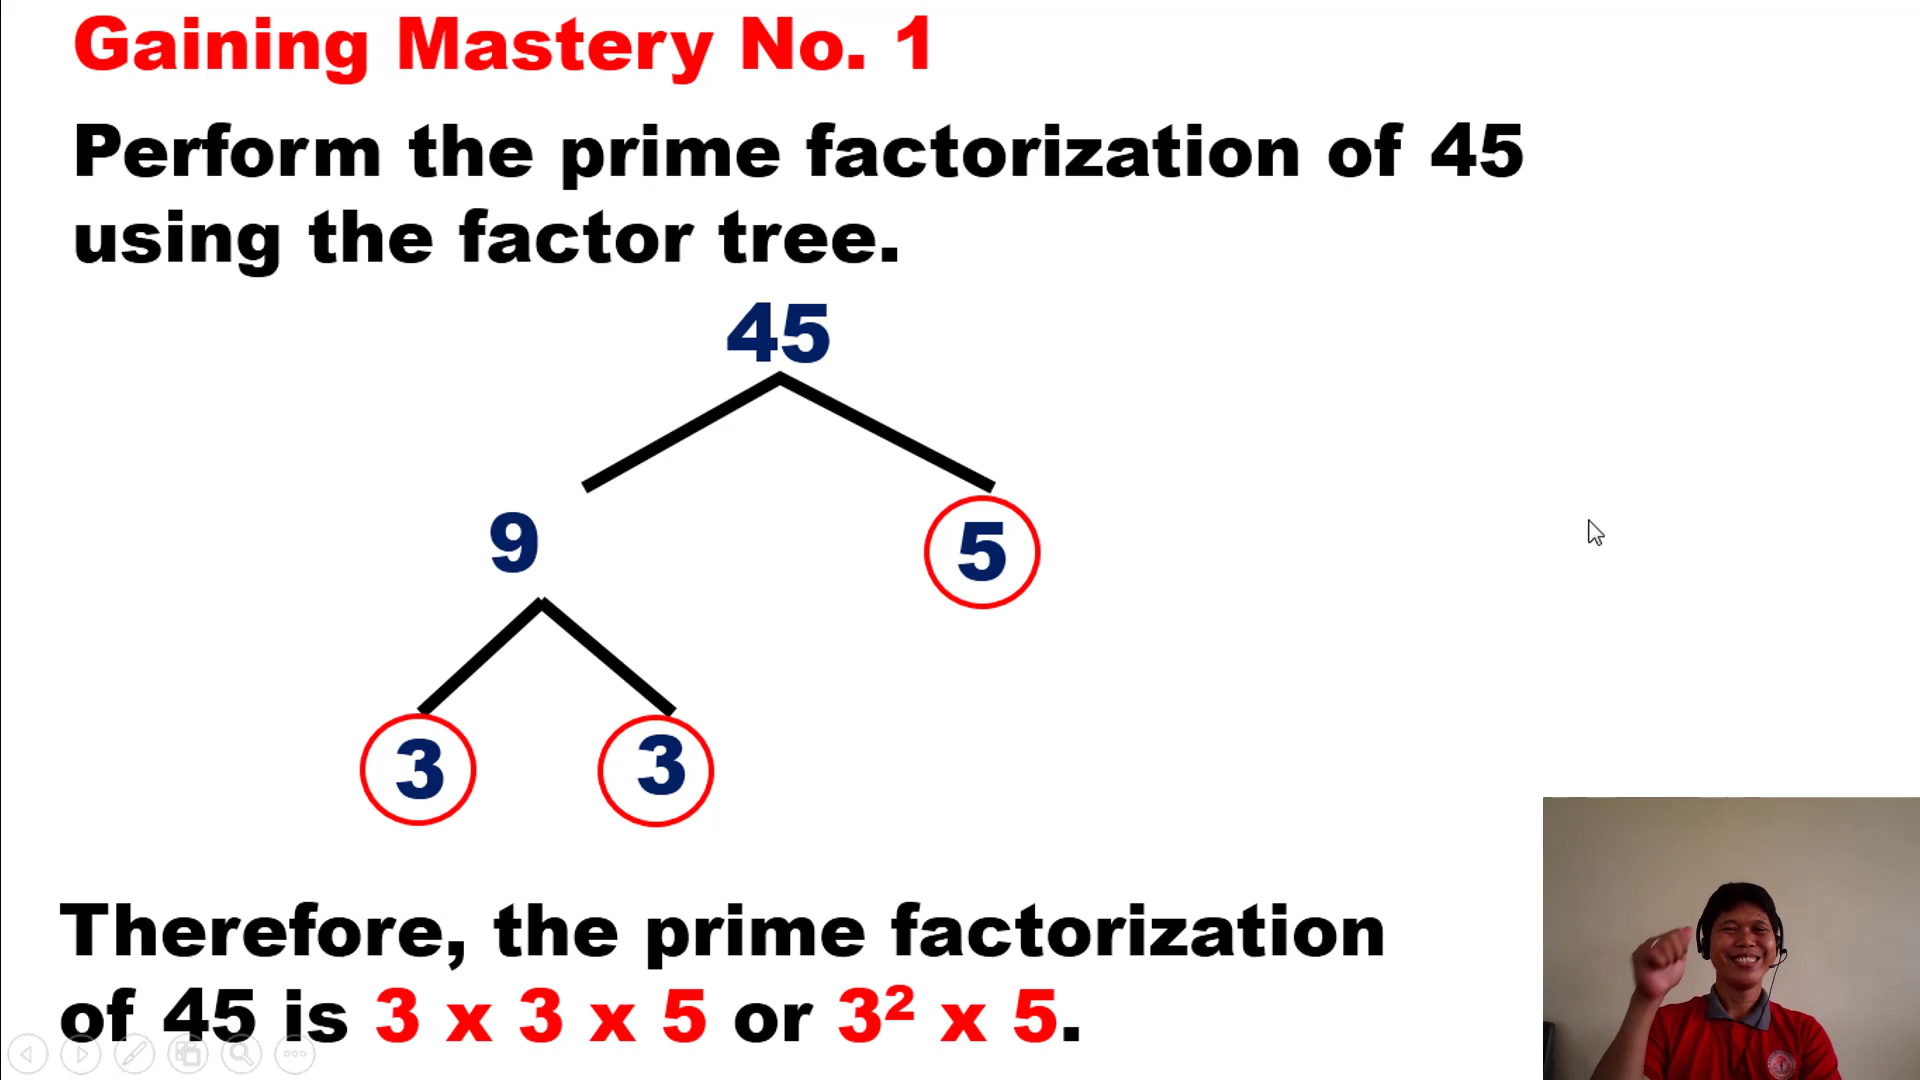 Gaining Mastery No. 1
Perform the prime factorization of 45
using the factor tree.
45
9
5
3
3
Therefore, the prime factorization
of 45 is 3 x 3 x 5 or 3² x 5.